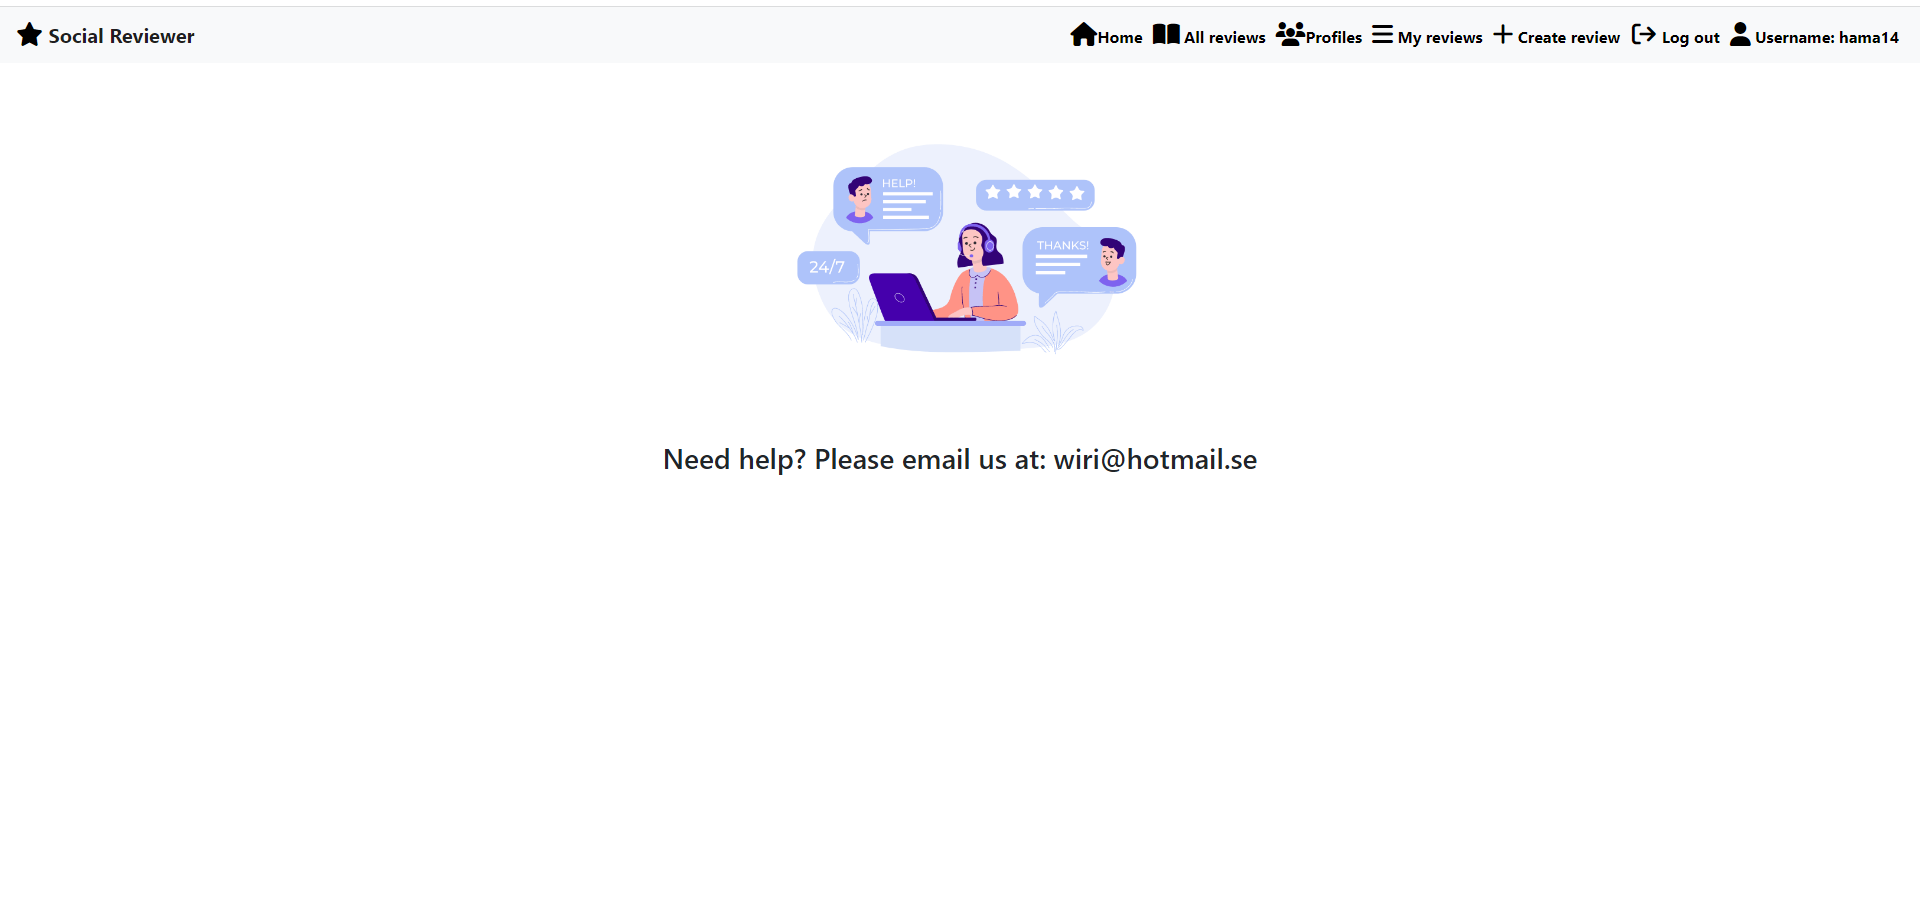 Social Reviewer
Home All reviews Profiles My reviews Create review Log out Username: hama14
HELP!
24/7
THANKS!
Need help? Please email us at: wiri@hotmail.se